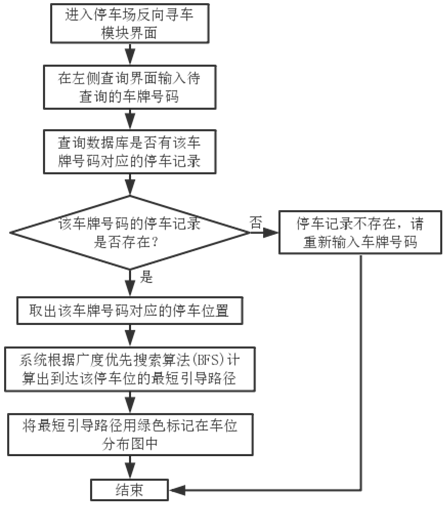 进入停车场反向寻车
模块界面
在左侧查询界面输入待
查询的车牌号码
查询数据库是否有该车
牌号码对应的停车记录
该车牌号码的停车记录
是否存在？
否
停车记录不存在，请
重新输入车牌号码
是
取出该车牌号码对应的停车位置
系统根据广度优先搜索算法(BFS)计
算出到达该停车位的最短引导路径
将最短引导路径用绿色标记在车位
分布图中
结束